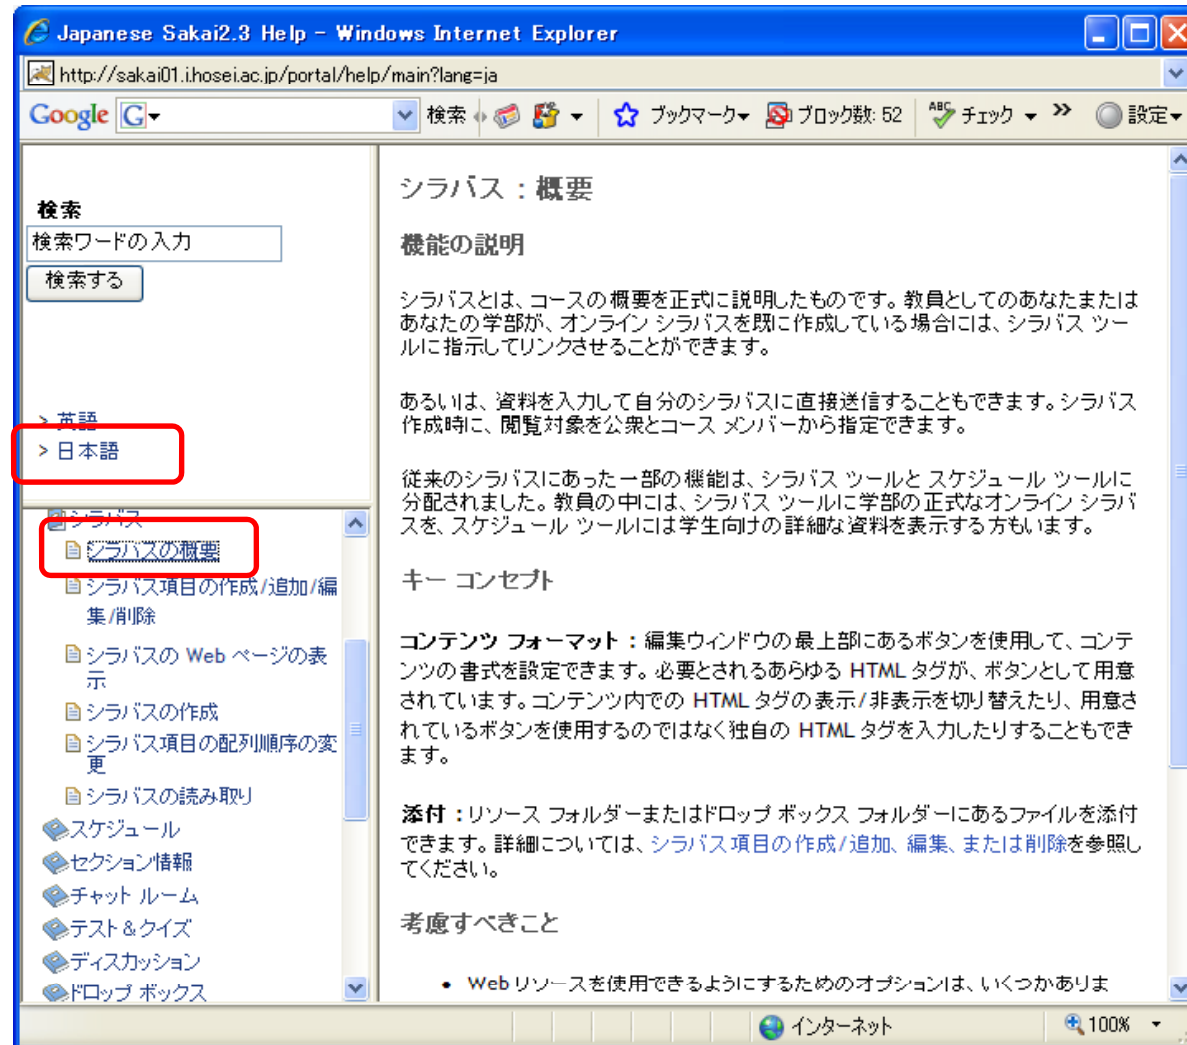 Japanese Sakai2.3 Help - Windows Internet Explorer
http://sakai01.i.hosei.ac.jp/portal/help/main?lang=ja
Google G 検索 ブックマーク ブロック数: 52 ABC チェック 設定
検索
検索ワードの入力
検索する
> 英語
> 日本語
シラバス
シラバスの概要
シラバス項目の作成/追加/編
集/削除
シラバスの Web ページの表
示
シラバスの作成
シラバス項目の配列順序の変
更
シラバスの読み取り
スケジュール
セクション情報
チャット ルーム
テスト&クイズ
ディスカッション
ドロップ ボックス
シラバス : 概要
機能の説明
シラバスとは、コースの概要を正式に説明したものです。教員としてのあなたまたは
あなたの学部が、オンライン シラバスを既に作成している場合には、シラバス ツー
ルに指示してリンクさせることができます。
あるいは、資料を入力して自分のシラバスに直接送信することもできます。シラバス
作成時に、閲覧対象を公衆とコース メンバーから指定できます。
従来のシラバスにあった一部の機能は、シラバス ツールと スケジュール ツールに
分配されました。教員の中には、シラバス ツールに学部の正式なオンライン シラバ
スを、スケジュール ツールには学生向けの詳細な資料を表示する方もいます。
キー コンセプト
コンテンツ フォーマット : 編集ウィンドウの最上部にあるボタンを使用して、コンテ
ンツの書式を設定できます。必要とされるあらゆる HTML タグが、ボタンとして用意
されています。コンテンツ内での HTML タグの表示/非表示を切り替えたり、用意さ
れているボタンを使用するのではなく独自の HTML タグを入力したりすることもでき
ます。
添付 : リソース フォルダーまたはドロップ ボックス フォルダーにあるファイルを添付
できます。詳細については、シラバス項目の作成/追加、編集、または削除を参照し
てください。
考慮すべきこと
• Web リソースを使用できるようにするためのオプションは、いくつかありま
インターネット 100%